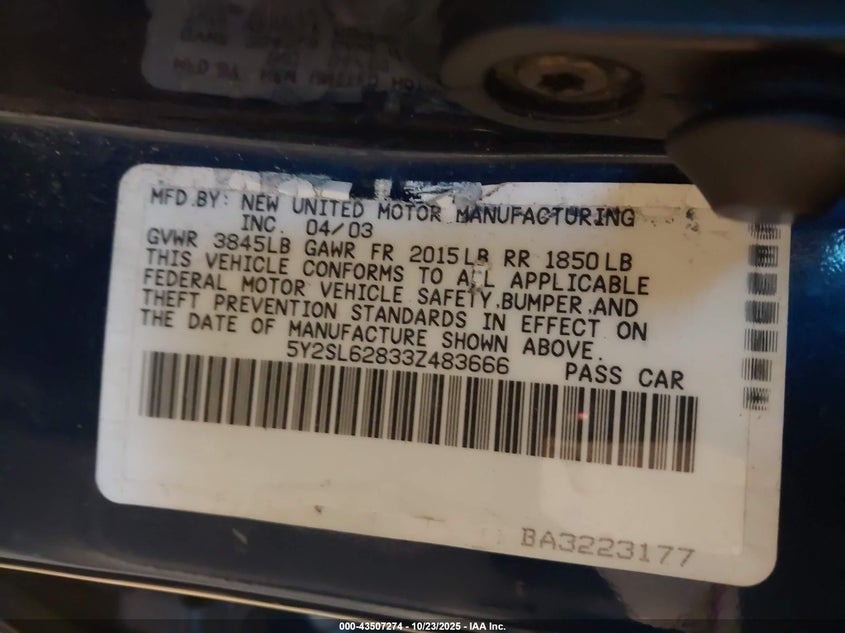 MFD.BY: NEW UNITED MOTOR MANUFACTURING
INC. 04/03
GVWR 3845LB GAWR FR 2015LB RR 1850LB
THIS VEHICLE CONFORMS TO ALL APPLICABLE
FEDERAL MOTOR VEHICLE SAFETY,BUMPER,AND
THEFT PREVENTION STANDARDS IN EFFECT ON
THE DATE OF MANUFACTURE SHOWN ABOVE.
5Y2SL62833Z483666 PASS CAR
BA3223177
000-43507274 - 10/23/2025 - IAA Inc.